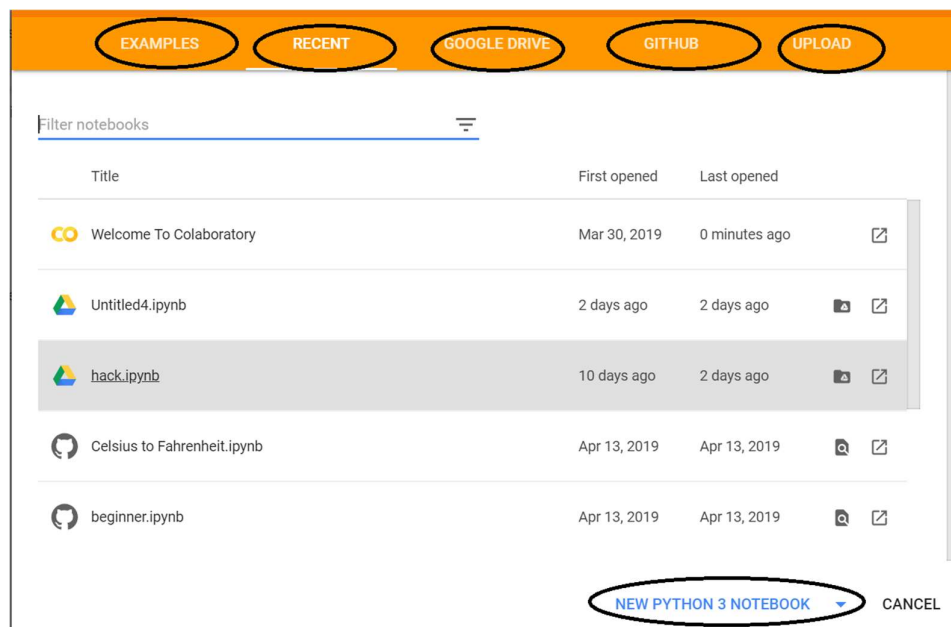 EXAMPLES RECENT GOOGLE DRIVE GITHUB UPLOAD
Filter notebooks
Title First opened Last opened
Welcome To Colaboratory Mar 30, 2019 0 minutes ago
Untitled4.ipynb 2 days ago 2 days ago
hack.ipynb 10 days ago 2 days ago
Celsius to Fahrenheit.ipynb Apr 13, 2019 Apr 13, 2019
beginner.ipynb Apr 13, 2019 Apr 13, 2019
NEW PYTHON 3 NOTEBOOK CANCEL